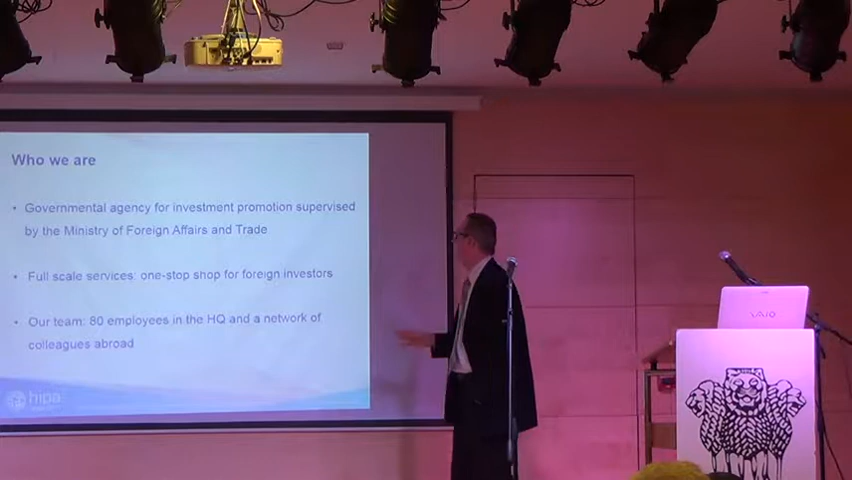 Who we are
• Governmental agency for investment promotion supervised
by the Ministry of Foreign Affairs and Trade
• Full scale services: one-stop shop for foreign investors
• Our team: 80 employees in the HQ and a network of
colleagues abroad
hipa
VAIO